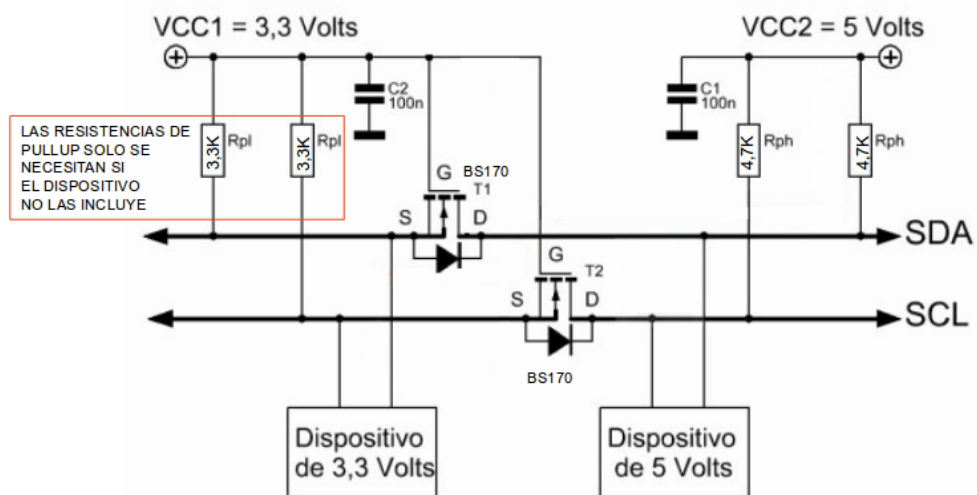 VCC1 = 3,3 Volts
VCC2 = 5 Volts
C2
100n
C1
100n
LAS RESISTENCIAS DE
PULLUP SOLO SE
NECESITAN SI
EL DISPOSITIVO
NO LAS INCLUYE
3,3K
Rpl
3,3K
Rpl
4,7K
Rph
4,7K
Rph
G
BS170
T1
S
D
SDA
G
T2
S
D
SCL
BS170
Dispositivo
de 3,3 Volts
Dispositivo
de 5 Volts